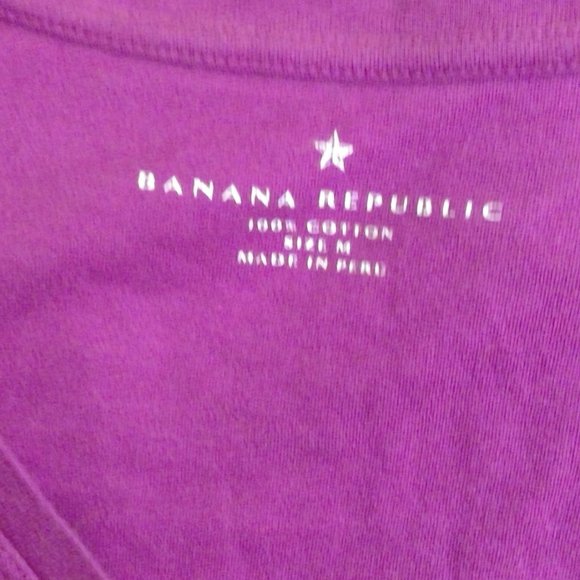 BANANA REPUBLIC
100% COTTON
SIZE M
MADE IN PERU